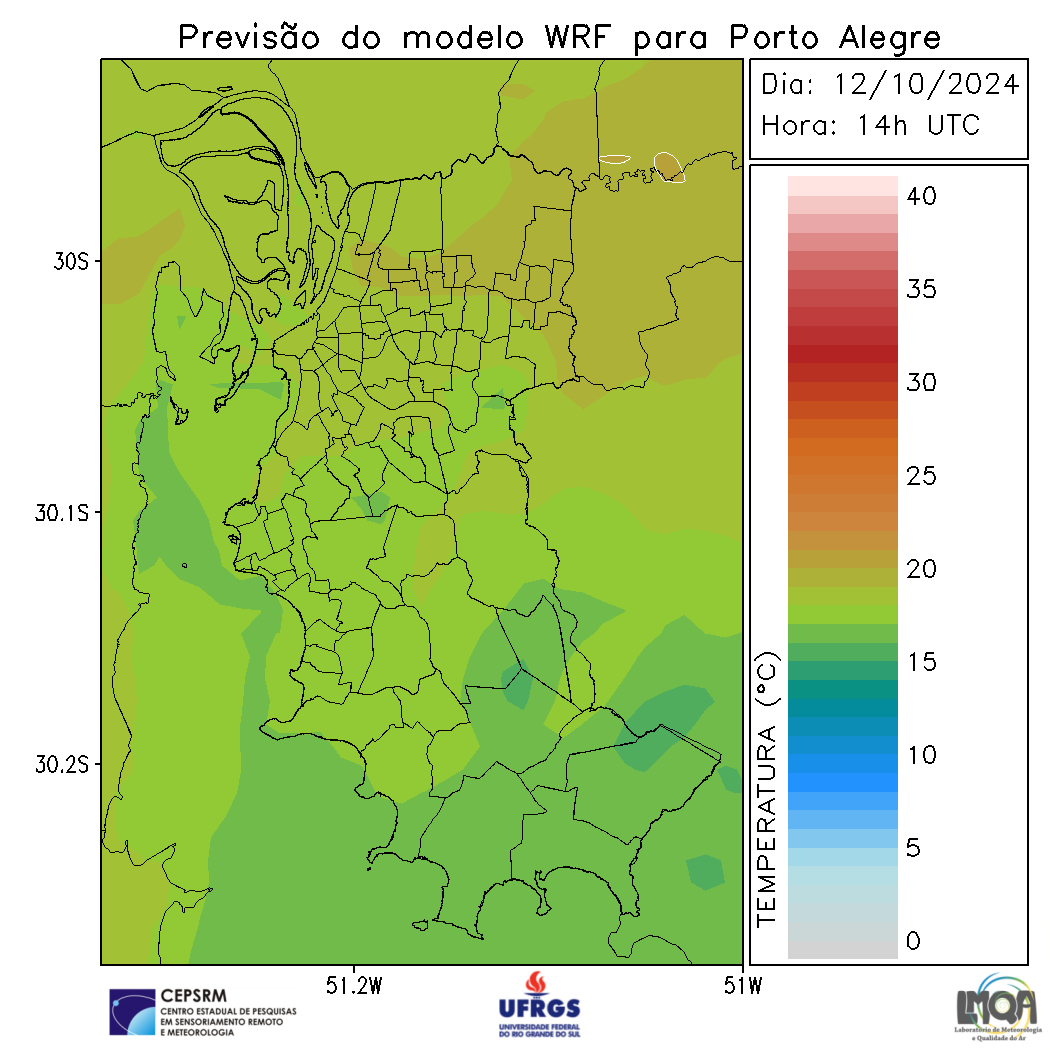 Previsão do modelo WRF para Porto Alegre
Dia: 12/10/2024
Hora: 14h UTC
30S
30.1S
30.2S
51.2W
51W
TEMPERATURA (°C)
40
35
30
25
20
15
10
5
0
CEPSRM
CENTRO ESTADUAL DE PESQUISAS
EM SENSORIAMENTO REMOTO
E METEOROLOGIA
UFRGS
UNIVERSIDADE FEDERAL
DO RIO GRANDE DO SUL
LMQA
Laboratório de Meteorologia
e Qualidade do Ar